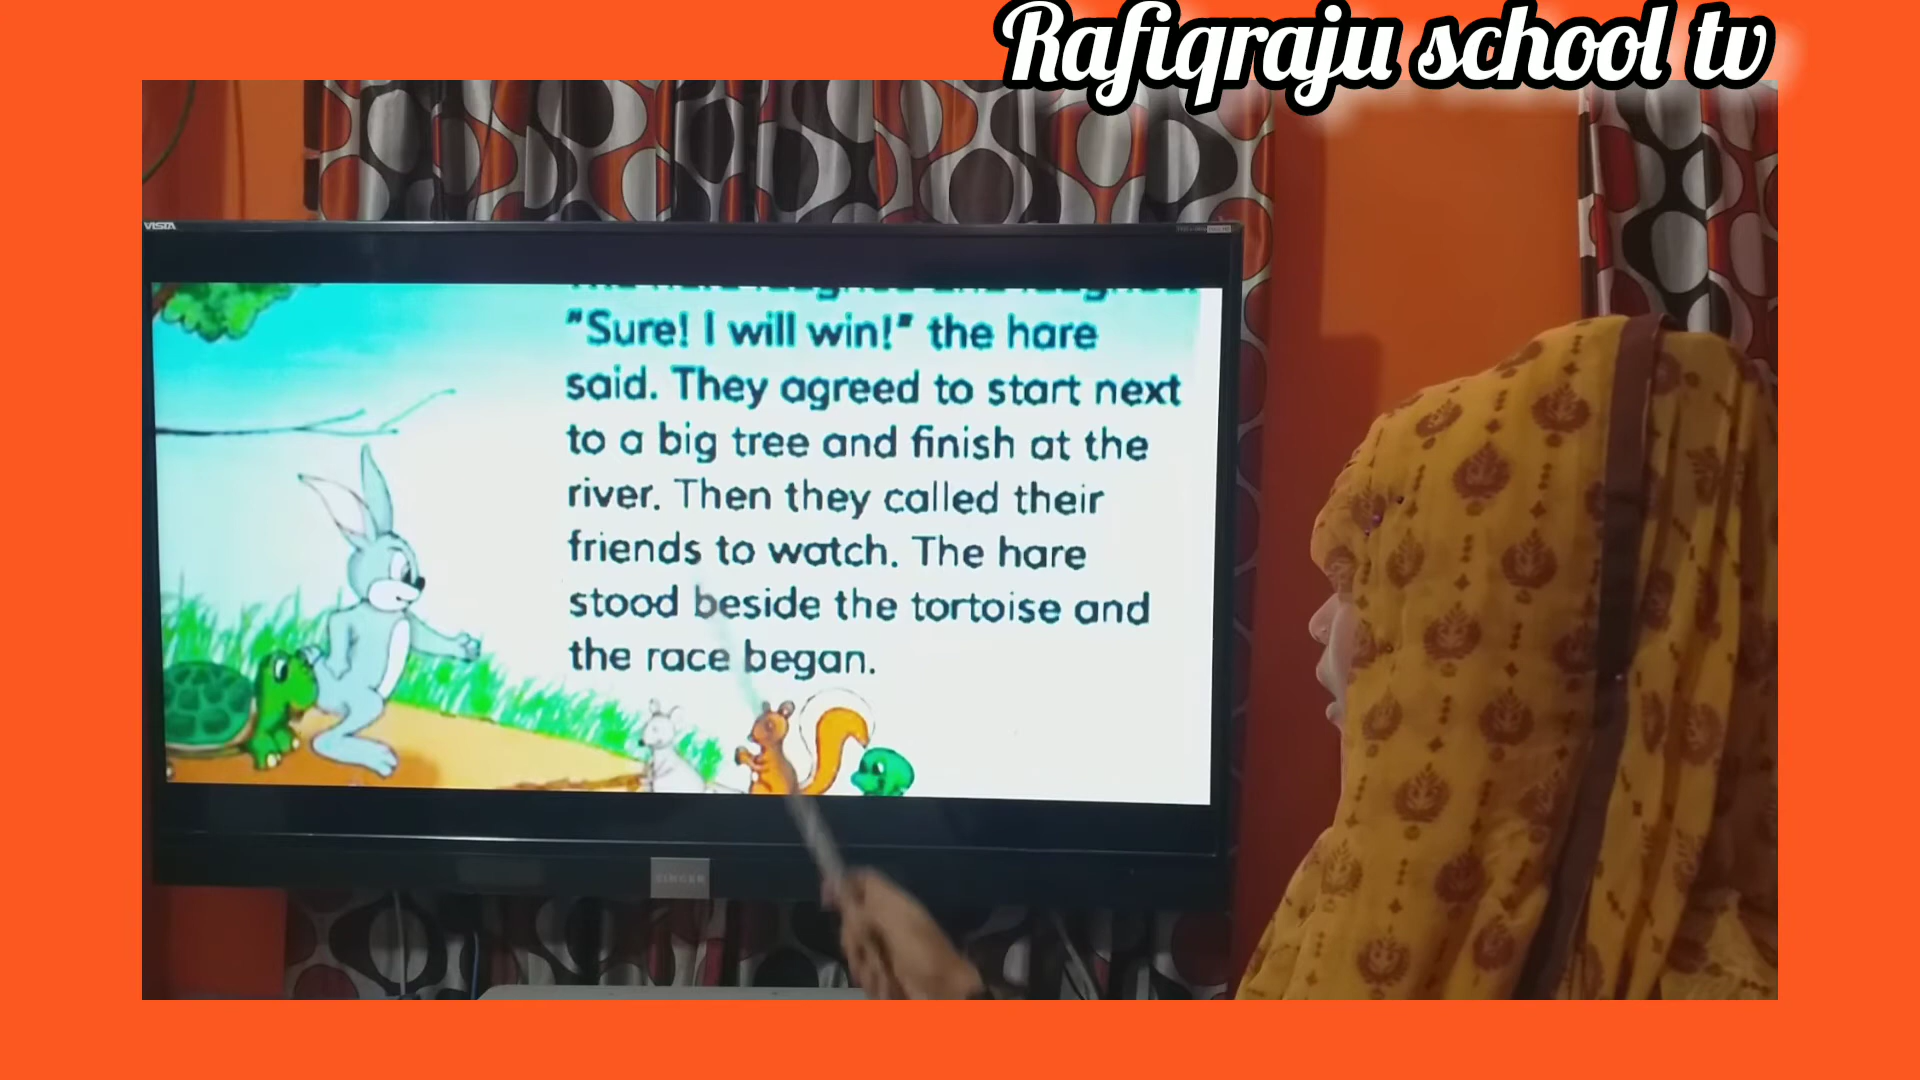 Rafiqraju school tv
VISTA
"Sure! I will win!" the hare
said. They agreed to start next
to a big tree and finish at the
river. Then they called their
friends to watch. The hare
stood beside the tortoise and
the race began.
SINGER